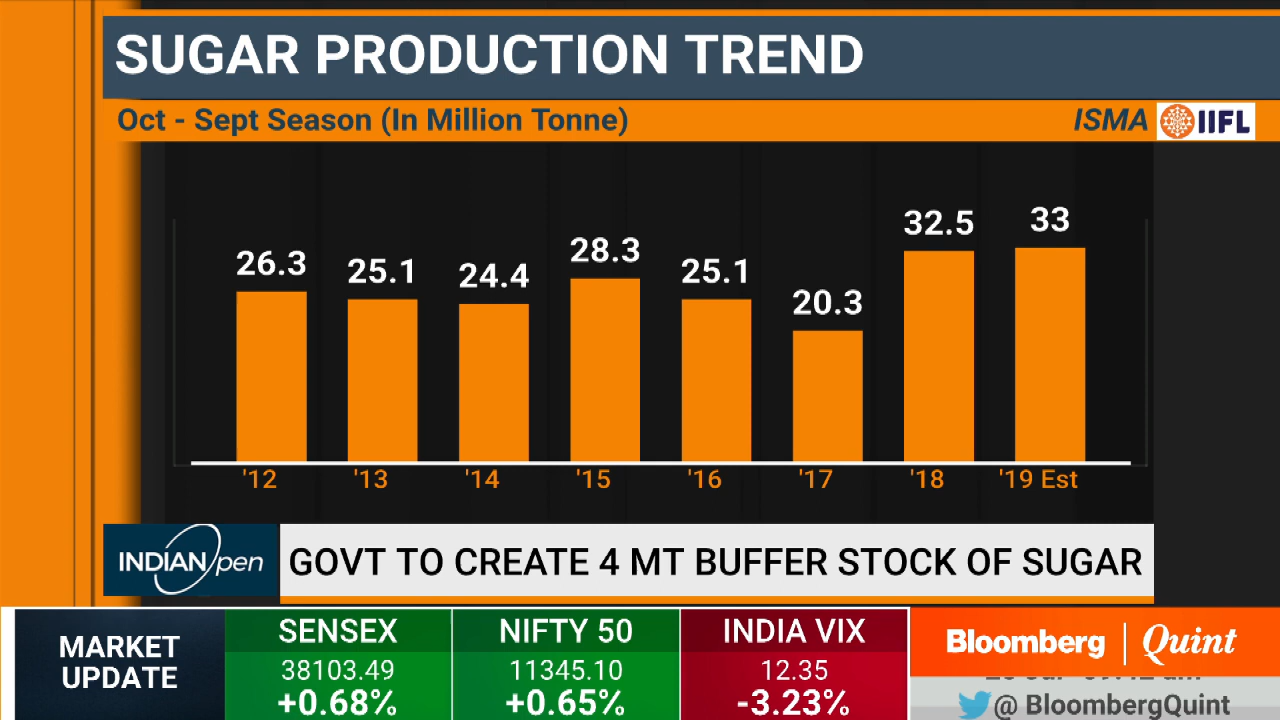 SUGAR PRODUCTION TREND
Oct - Sept Season (In Million Tonne)
ISMA IIFL
26.3 25.1 24.4 28.3 25.1 20.3 32.5 33
'12 '13 '14 '15 '16 '17 '18 '19 Est
INDIAN Open
GOVT TO CREATE 4 MT BUFFER STOCK OF SUGAR
MARKET
UPDATE
SENSEX
38103.49
+0.68%
NIFTY 50
11345.10
+0.65%
INDIA VIX
12.35
-3.23%
Bloomberg | Quint
@ BloombergQuint